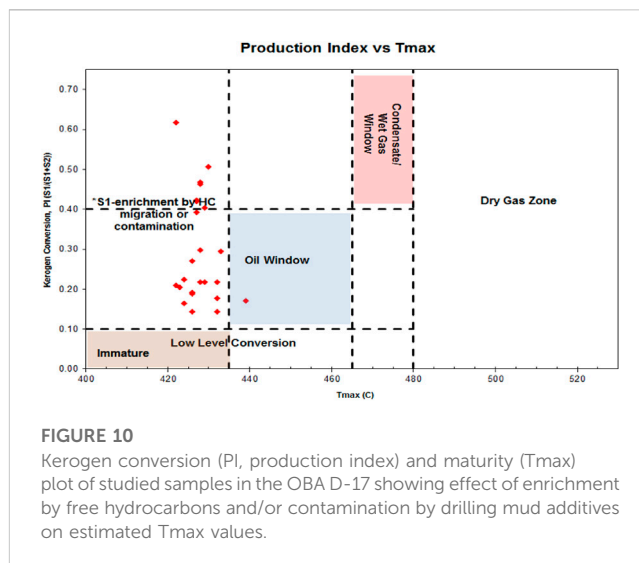 Production Index vs Tmax
Kerogen Conversion, PI (S1(S1+S2))
0.70
0.60
0.50
0.40
0.30
0.20
0.10
0.00
*S1-enrichment by HC
migration or
contamination
Condensate/
Wet Gas
Window
Dry Gas Zone
Oil Window
Low Level Conversion
Immature
400
420
440
460
480
500
520
Tmax (C)
FIGURE 10
Kerogen conversion (PI, production index) and maturity (Tmax)
plot of studied samples in the OBA D-17 showing effect of enrichment
by free hydrocarbons and/or contamination by drilling mud additives
on estimated Tmax values.